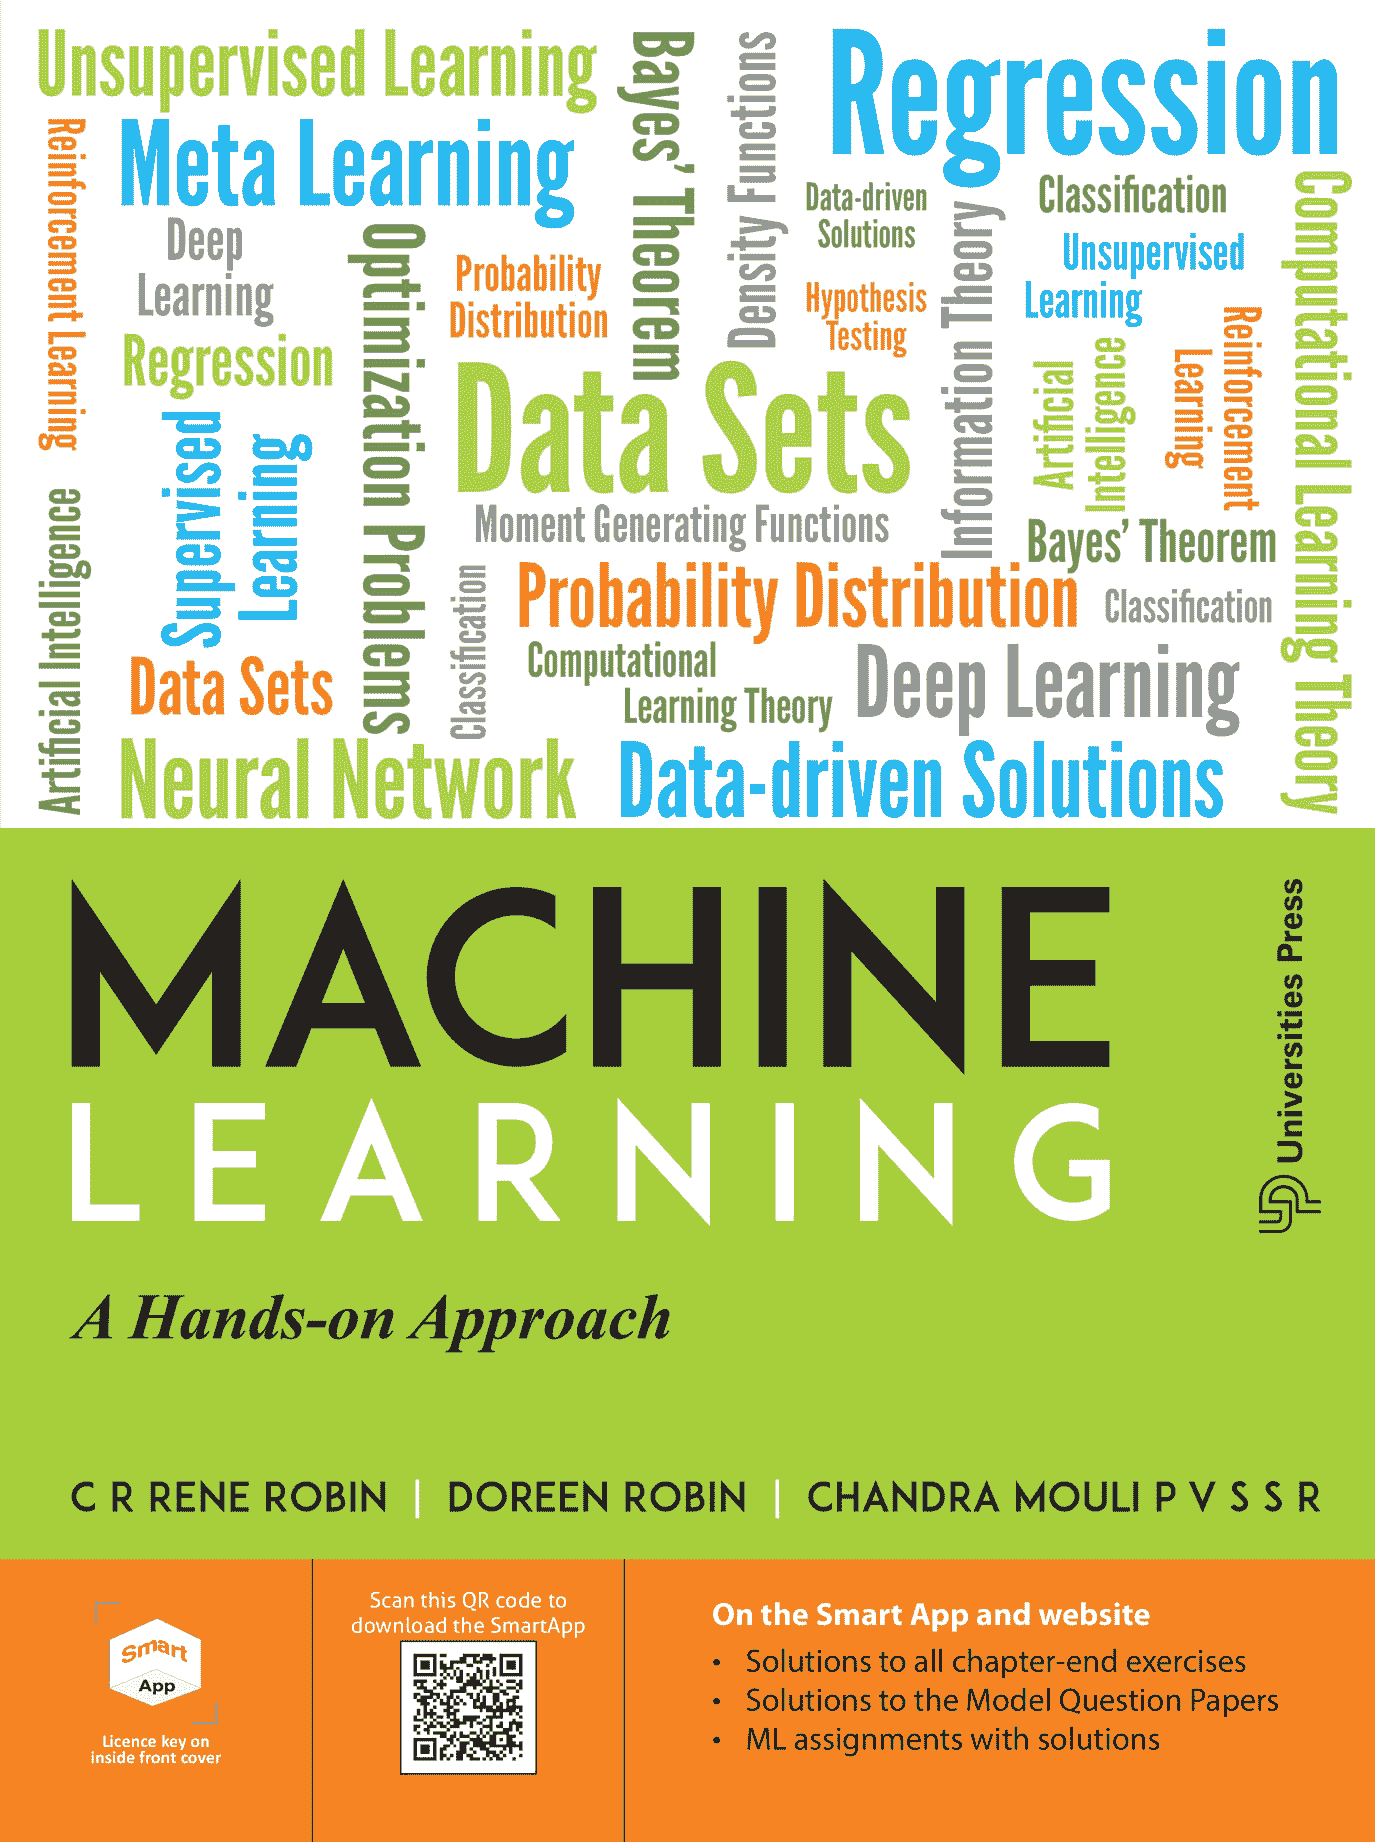 Unsupervised Learning
Bayes' Theorem
Density Functions
Regression
Reinforcement Learning
Meta Learning
Data-driven
Solutions
Classification
Computational Learning Theory
Deep
Learning
Optimization Problems
Probability
Distribution
Hypothesis
Testing
Information Theory
Unsupervised
Learning
Regression
Data Sets
Artificial
Intelligence
Reinforcement
Learning
Supervised
Learning
Moment Generating Functions
Bayes' Theorem
Artificial Intelligence
Classification
Probability Distribution
Classification
Data Sets
Computational
Learning Theory
Deep Learning
Neural Network
Data-driven Solutions
MACHINE
LEARNING
Universities Press
A Hands-on Approach
C R RENE ROBIN | DOREEN ROBIN | CHANDRA MOULI P V S S R
Smart
App
Licence key on
inside front cover
Scan this QR code to
download the SmartApp
On the Smart App and website
• Solutions to all chapter-end exercises
• Solutions to the Model Question Papers
• ML assignments with solutions